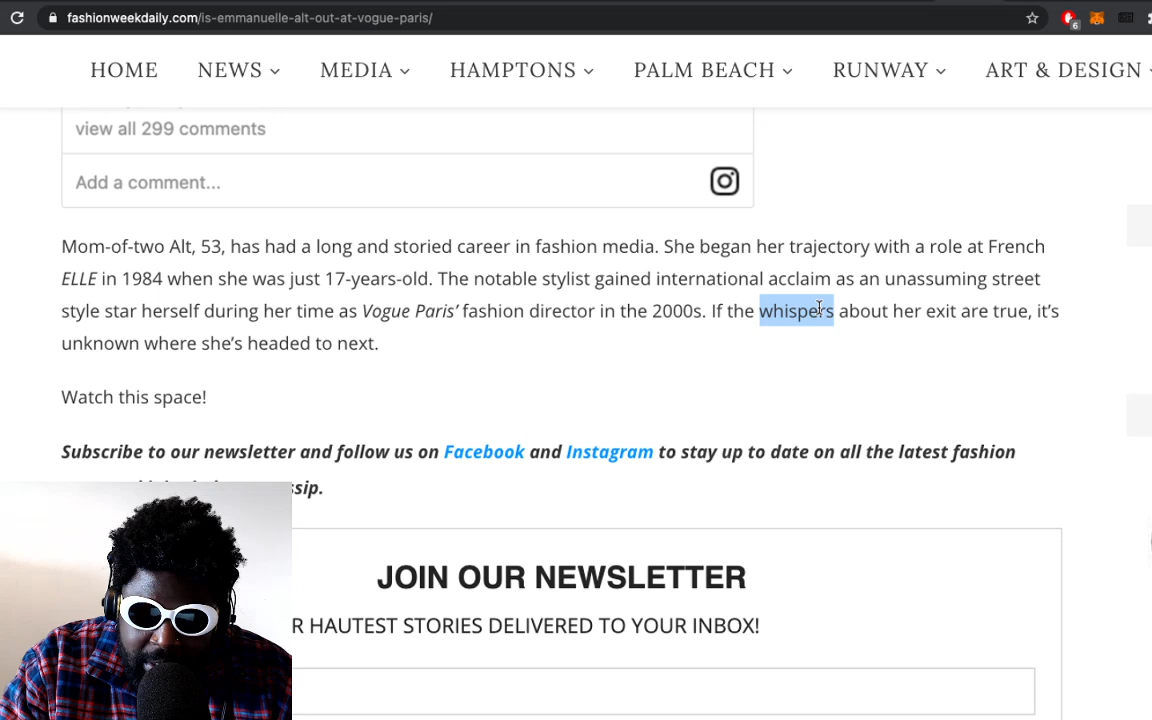 fashionweekdaily.com/is-emmanuelle-alt-out-at-vogue-paris/
6
HOME NEWS MEDIA HAMPTONS PALM BEACH RUNWAY ART & DESIGN
view all 299 comments
Add a comment...
Mom-of-two Alt, 53, has had a long and storied career in fashion media. She began her trajectory with a role at French
ELLE in 1984 when she was just 17-years-old. The notable stylist gained international acclaim as an unassuming street
style star herself during her time as Vogue Paris’ fashion director in the 2000s. If the whispers about her exit are true, it’s
unknown where she’s headed to next.
Watch this space!
Subscribe to our newsletter and follow us on Facebook and Instagram to stay up to date on all the latest fashion
JOIN OUR NEWSLETTER
HAUTEST STORIES DELIVERED TO YOUR INBOX!